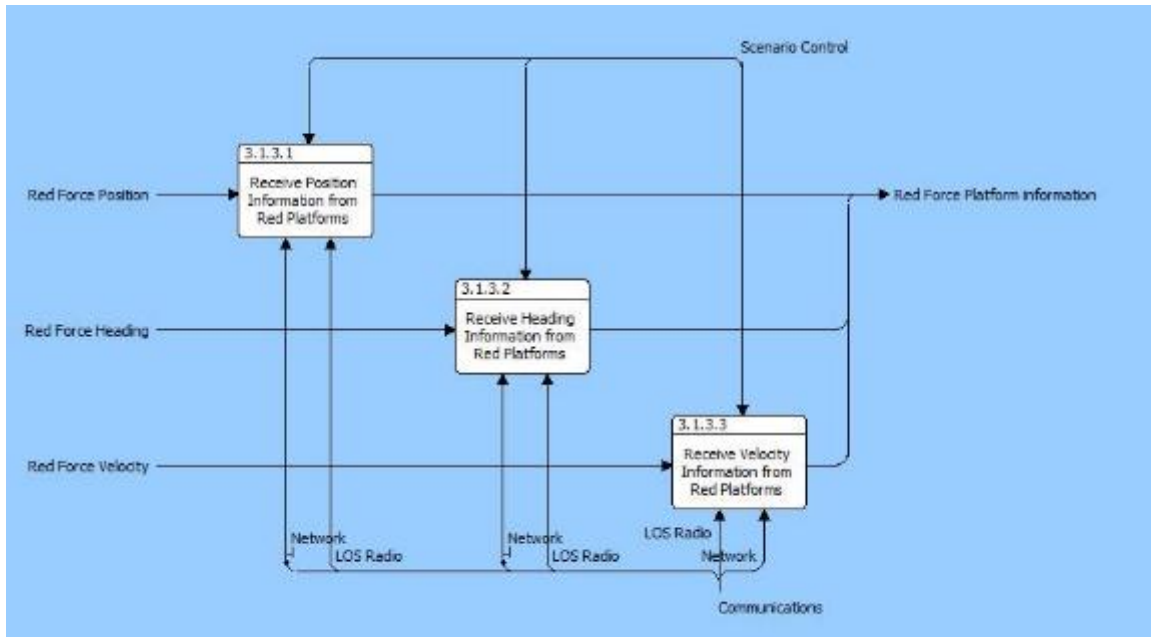 Scenario Control
3.1.3.1
Receive Position
Information from
Red Platforms
Red Force Position
Red Force Platform information
3.1.3.2
Receive Heading
Information from
Red Platforms
Red Force Heading
3.1.3.3
Receive Velocity
Information from
Red Platforms
Red Force Velocity
Network
LOS Radio
Network
LOS Radio
LOS Radio
Network
Communications